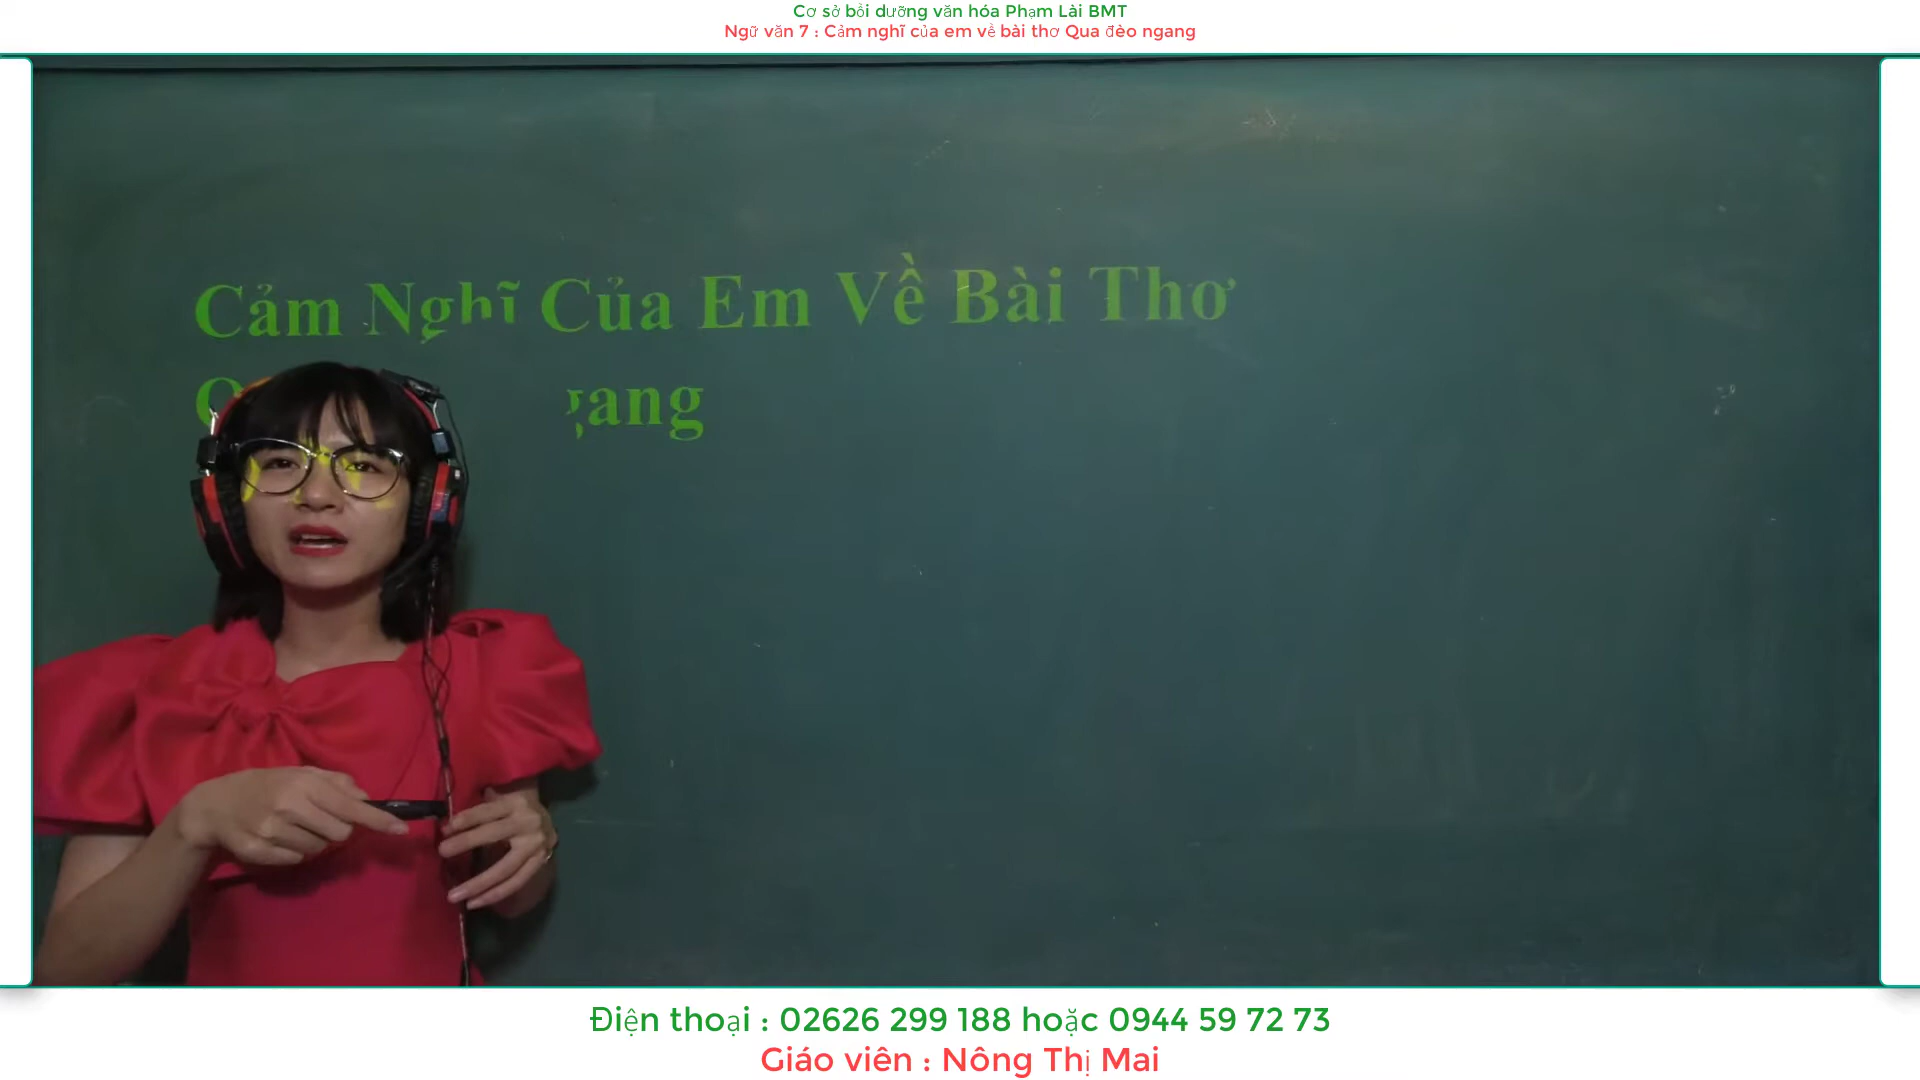 Cơ sở bồi dưỡng văn hóa Phạm Lài BMT
Ngữ văn 7 : Cảm nghĩ của em về bài thơ Qua đèo ngang
Cảm Nghĩ Của Em Về Bài Thơ
gang
Điện thoại : 02626 299 188 hoặc 0944 59 72 73
Giáo viên : Nông Thị Mai